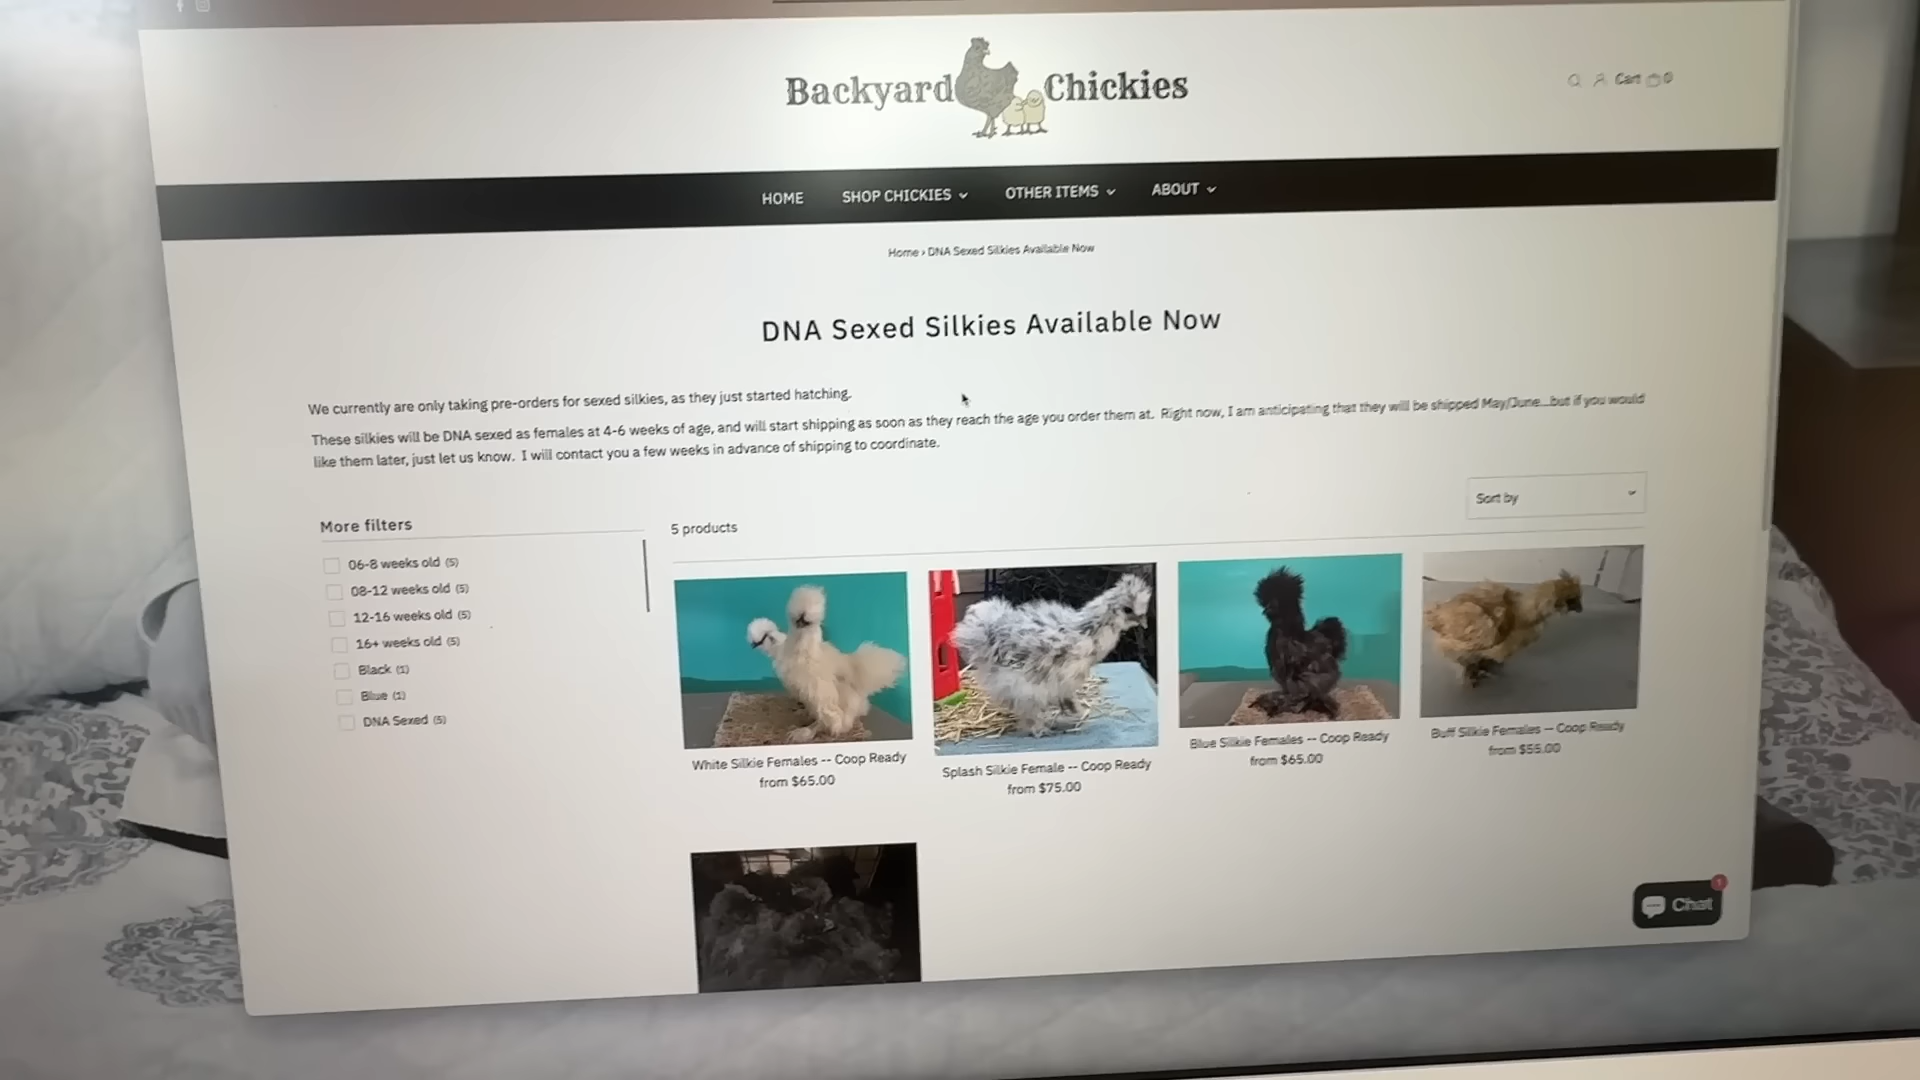 Backyard Chickies
Cart 0
HOME SHOP CHICKIES OTHER ITEMS ABOUT
Home › DNA Sexed Silkies Available Now
DNA Sexed Silkies Available Now
We currently are only taking pre-orders for sexed silkies, as they just started hatching.
These silkies will be DNA sexed as females at 4-6 weeks of age, and will start shipping as soon as they reach the age you order them at. Right now, I am anticipating that they will be shipped May/June...but if you would
like them later, just let us know. I will contact you a few weeks in advance of shipping to coordinate.
Sort by
More filters
5 products
06-8 weeks old (5)
08-12 weeks old (5)
12-16 weeks old (5)
16+ weeks old (5)
Black (1)
Blue (1)
DNA Sexed (5)
White Silkie Females -- Coop Ready
from $65.00
Splash Silkie Female -- Coop Ready
from $75.00
Blue Silkie Females -- Coop Ready
from $65.00
Buff Silkie Females -- Coop Ready
from $55.00
Chat
1